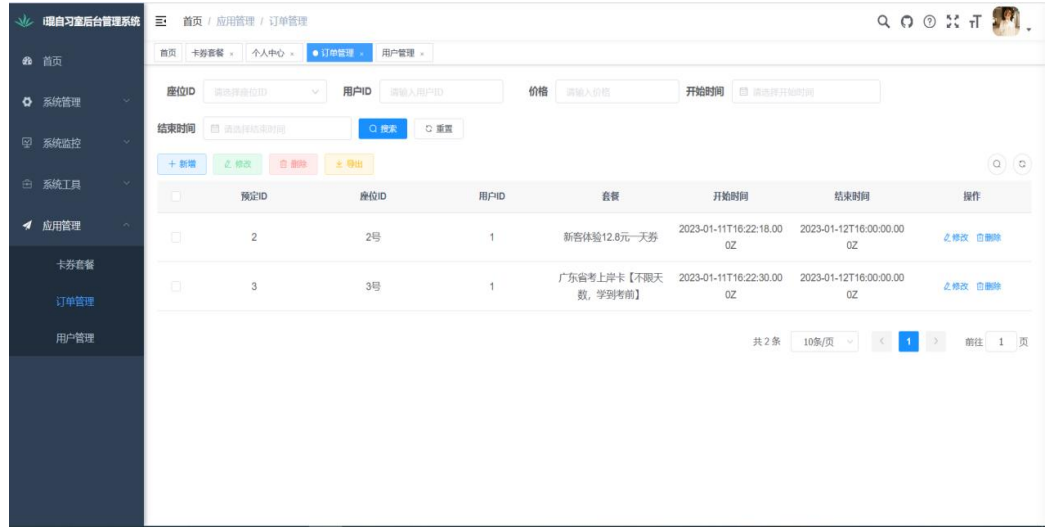 琨自习室后台管理系统
首页 / 应用管理 / 订单管理
首页
系统管理
系统监控
系统工具
应用管理
卡券套餐
订单管理
用户管理
首页 卡券套餐 × 个人中心 × 订单管理 × 用户管理 ×
座位ID 请选择座位ID 用户ID 请输入用户ID 价格 请输入价格 开始时间 请选择开始时间
结束时间 请选择结束时间 搜索 重置
+ 新增 修改 删除 导出
预定ID 座位ID 用户ID 套餐 开始时间 结束时间 操作
2 2号 1 新客体验12.8元一天券 2023-01-11T16:22:18.00 2023-01-12T16:00:00.00 修改 删除
0Z 0Z
3 3号 1 广东省考上岸卡【不限天 2023-01-11T16:22:30.00 2023-01-12T16:00:00.00 修改 删除
数，学到考前】 0Z 0Z
共 2 条 10条/页 < 1 > 前往 1 页